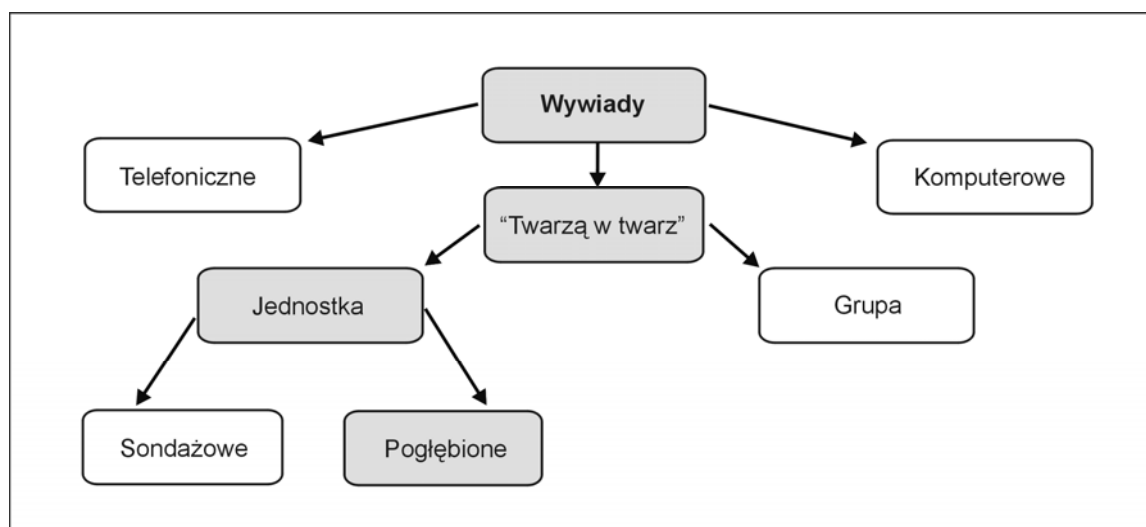 Wywiady
Telefoniczne
Komputerowe
“Twarzą w twarz”
Jednostka
Grupa
Sondażowe
Pogłębione